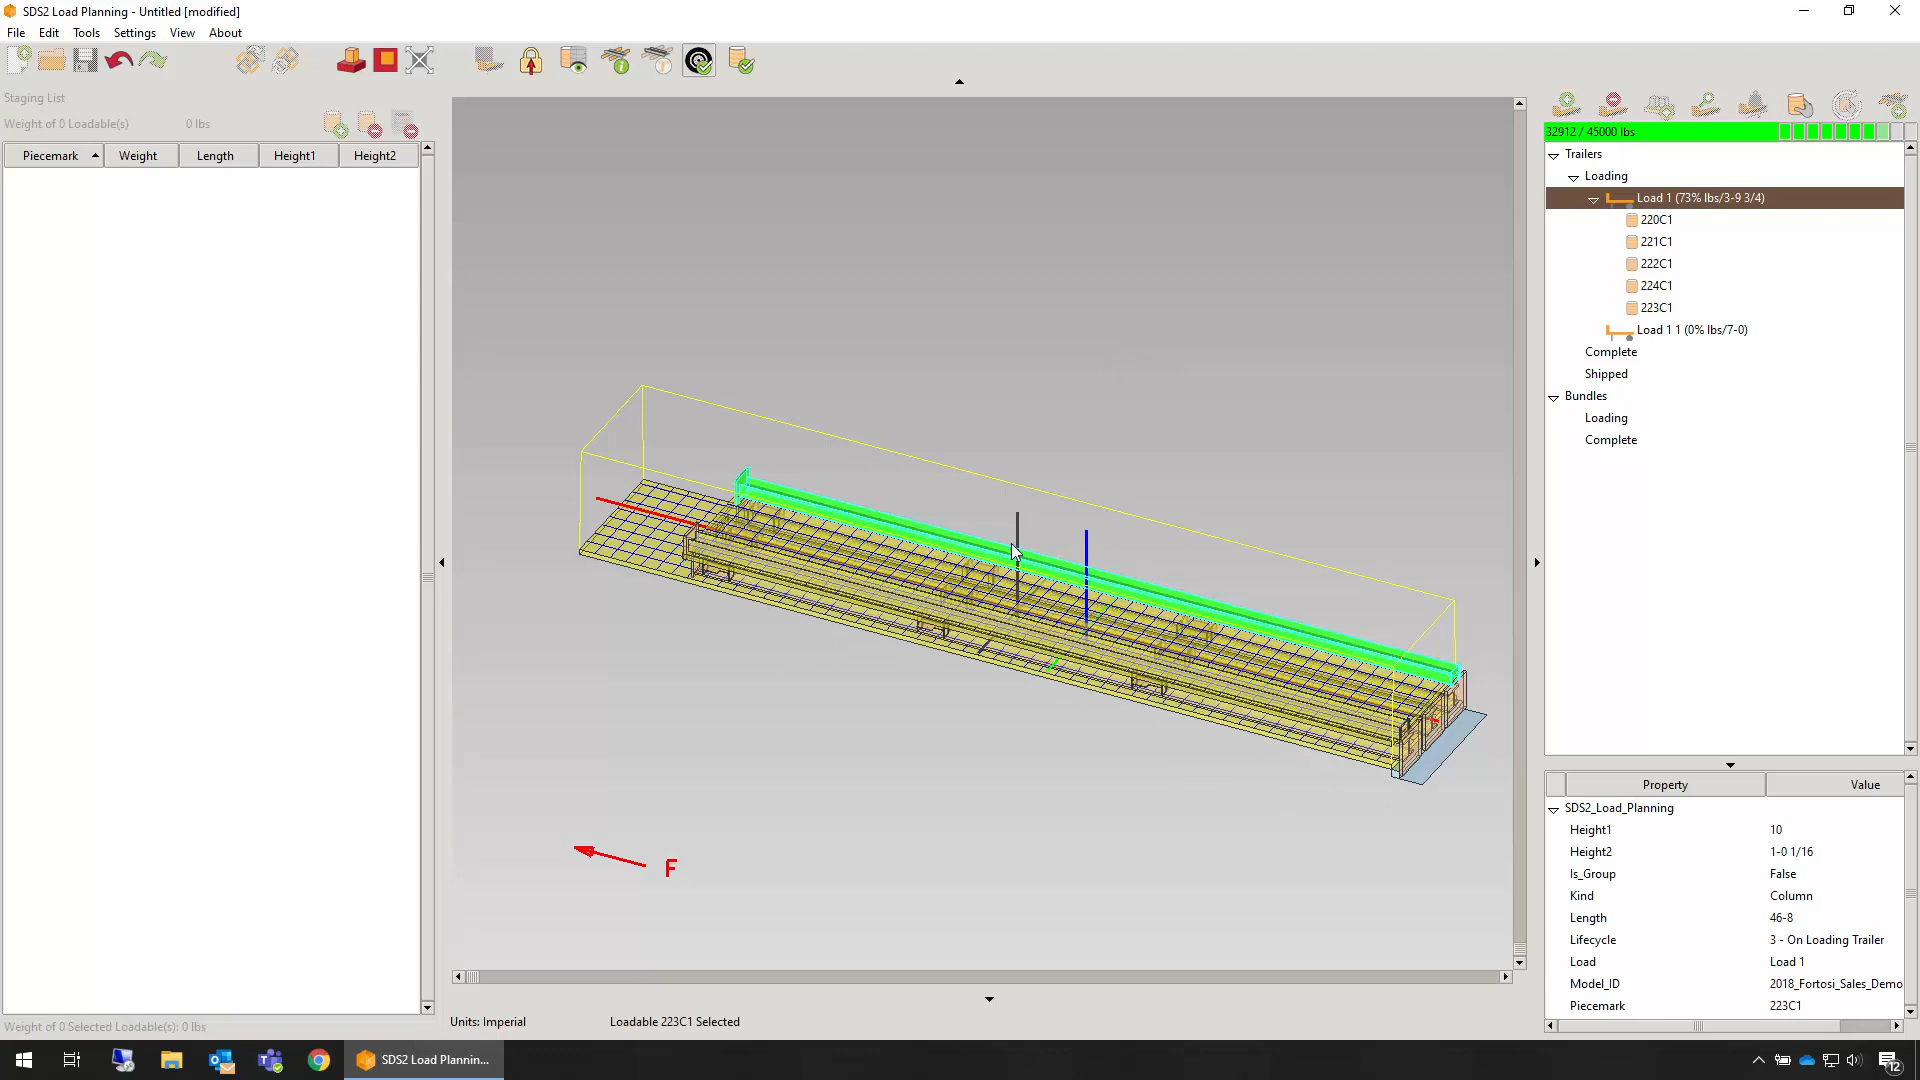 SDS2 Load Planning - Untitled [modified]
File Edit Tools Settings View About
Staging List
Weight of 0 Loadable(s) 0 lbs
Piecemark Weight Length Height1 Height2
32912 / 45000 lbs
Trailers
Loading
Load 1 (73% lbs/3-9 3/4)
220C1
221C1
222C1
224C1
223C1
Load 1 1 (0% lbs/7-0)
Complete
Shipped
Bundles
Loading
Complete
F
Property Value
SDS2_Load_Planning
Height1 10
Height2 1-0 1/16
Is_Group False
Kind Column
Length 46-8
Lifecycle 3 - On Loading Trailer
Load Load 1
Model_ID 2018_Fortosi_Sales_Demo
Piecemark 223C1
Weight of 0 Selected Loadable(s): 0 lbs
Units: Imperial Loadable 223C1 Selected
SDS2 Load Plannin...
12